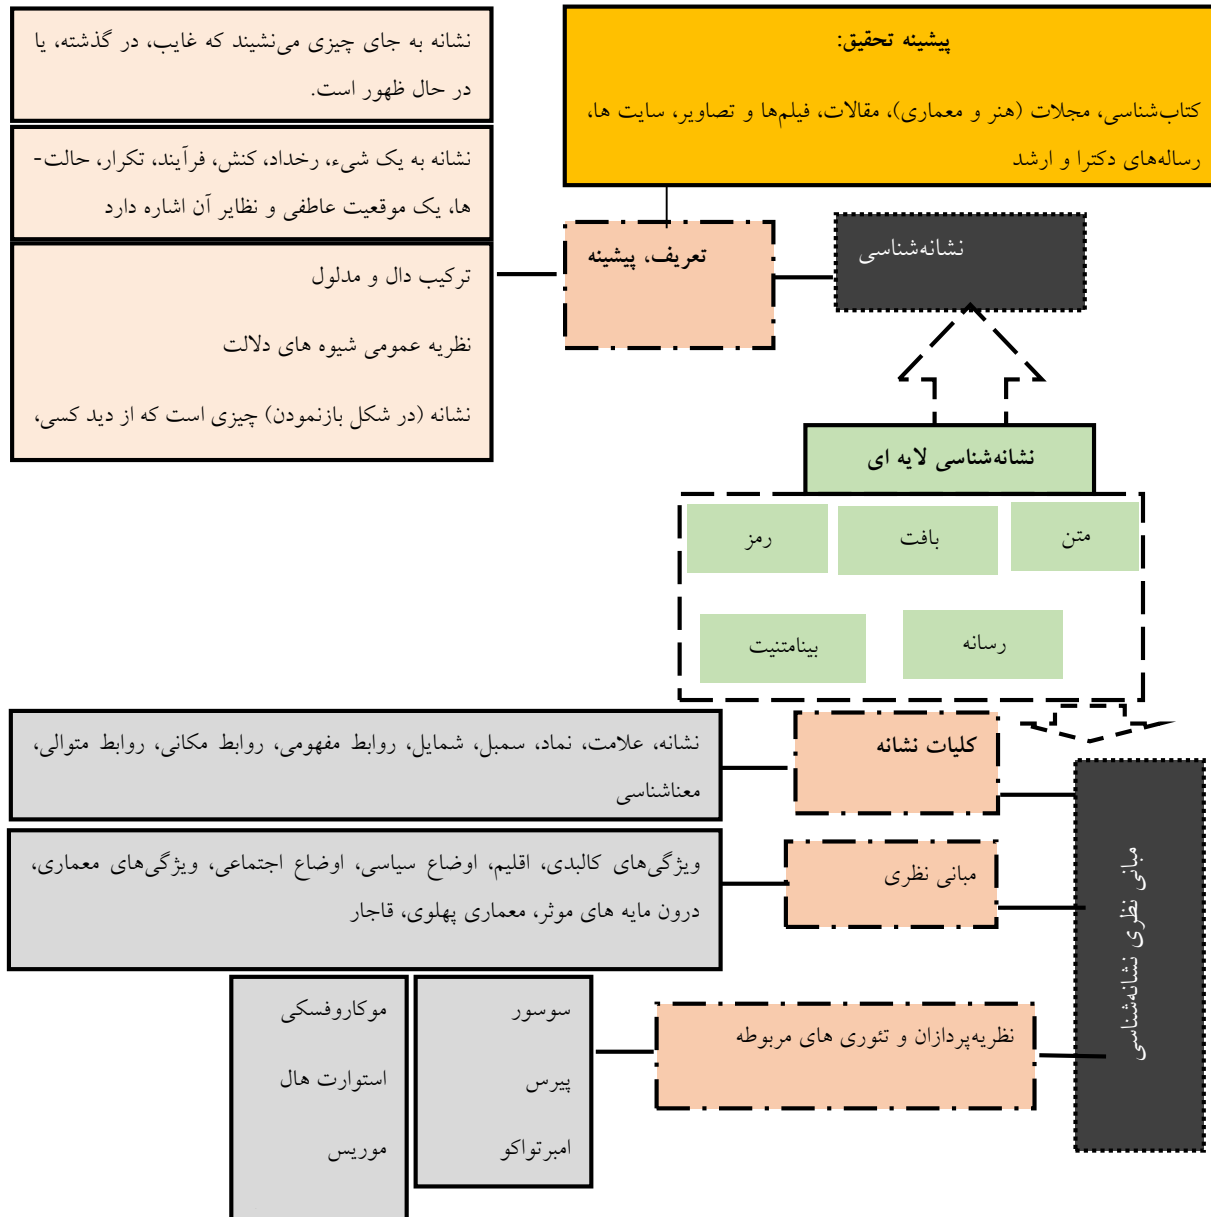 پیشینه تحقیق:
کتاب‌شناسی، مجلات (هنر و معماری)، مقالات، فیلم‌ها و تصاویر، سایت ها،
رساله‌های دکترا و ارشد
نشانه به جای چیزی می‌نشیند که غایب، در گذشته، یا
در حال ظهور است.
نشانه به یک شیء، رخداد، کنش، فرآیند، تکرار، حالت-
ها، یک موقعیت عاطفی و نظایر آن اشاره دارد
ترکیب دال و مدلول
نظریه عمومی شیوه های دلالت
نشانه (در شکل بازنمودن) چیزی است که از دید کسی،
نشانه‌شناسی
تعریف، پیشینه
نشانه‌شناسی لایه ای
متن
بافت
رمز
رسانه
بینامتنیت
مبانی نظری نشانه‌شناسی
کلیات نشانه
نشانه، علامت، نماد، سمبل، شمایل، روابط مفهومی، روابط مکانی، روابط متوالی،
معناشناسی
مبانی نظری
ویژگی‌های کالبدی، اقلیم، اوضاع سیاسی، اوضاع اجتماعی، ویژگی‌های معماری،
درون مایه های موثر، معماری پهلوی، قاجار
نظریه‌پردازان و تئوری های مربوطه
سوسور
پیرس
امبرتواکو
موکاروفسکی
استوارت هال
موریس